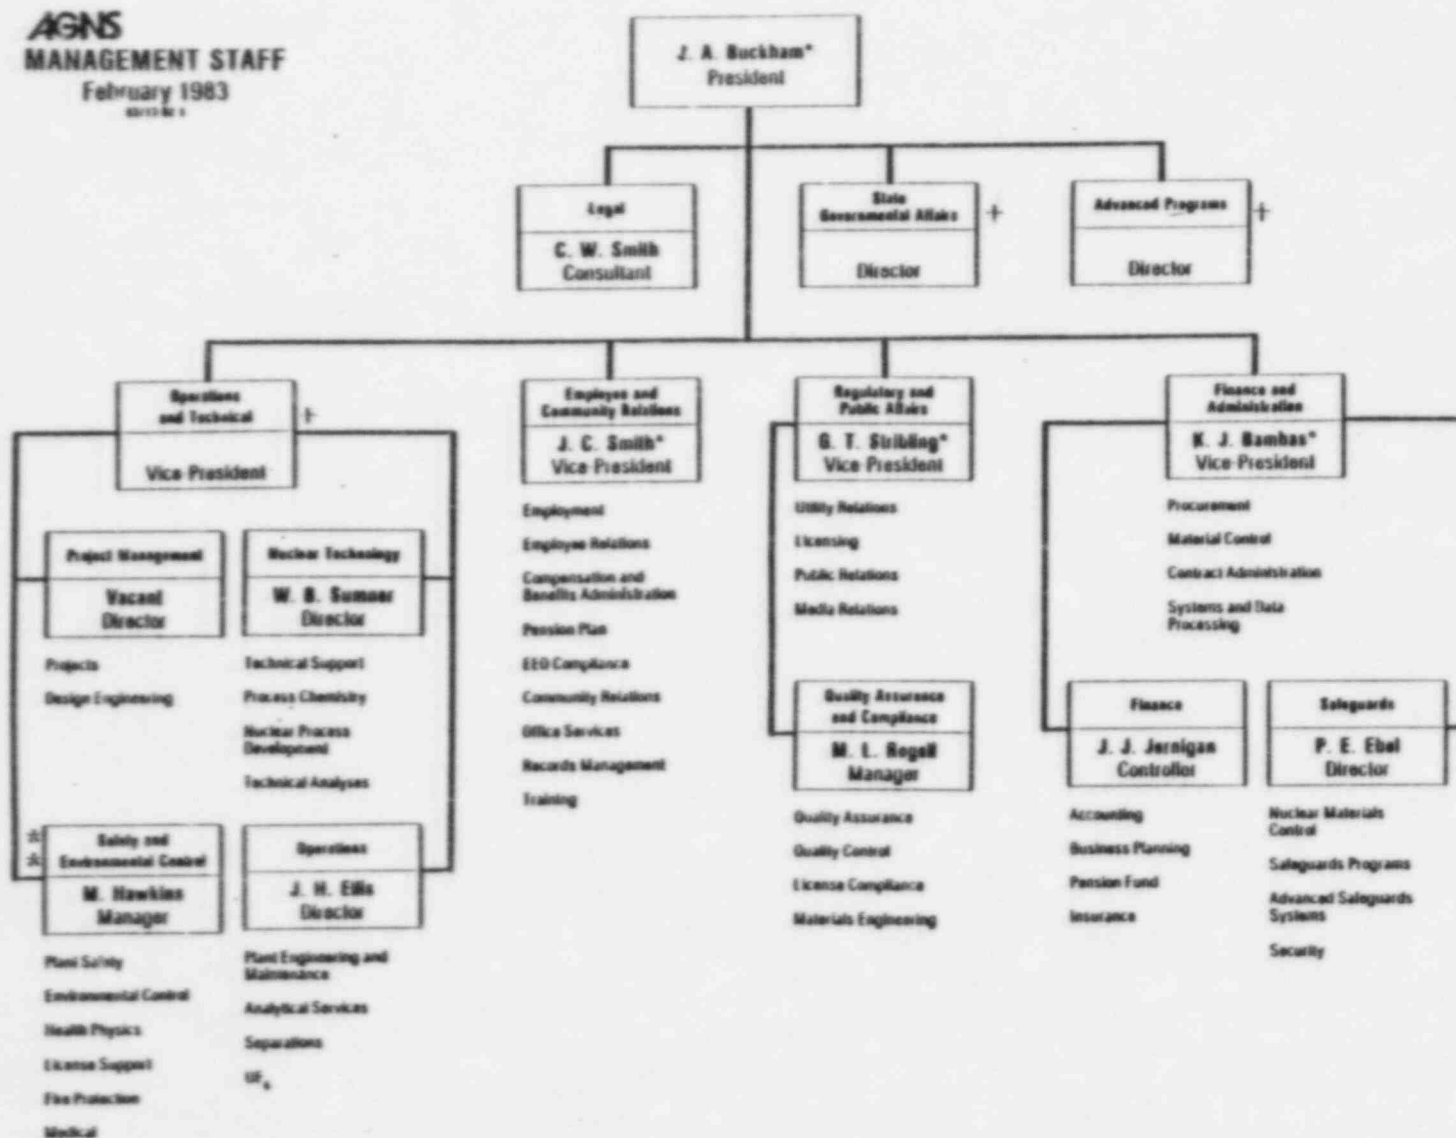 AGNS
MANAGEMENT STAFF
February 1983
J. A. Buckham*
President
Legal
C. W. Smith
Consultant
State
Governmental Affairs
+
Director
Advanced Programs
+
Director
Operations
and Technical
+
Vice-President
Employee and
Community Relations
J. C. Smith*
Vice-President
Regulatory and
Public Affairs
G. T. Stribling*
Vice-President
Finance and
Administration
K. J. Bambas*
Vice-President
Project Management
Vacant
Director
Projects
Design Engineering
Nuclear Technology
W. B. Sumner
Director
Technical Support
Process Chemistry
Nuclear Process
Development
Technical Analyses
*
*
Safety and
Environmental Control
M. Hawkins
Manager
Plant Safety
Environmental Control
Health Physics
License Support
Fire Protection
Medical
Operations
J. H. Ellis
Director
Plant Engineering and
Maintenance
Analytical Services
Separations
UF₆
Employment
Employee Relations
Compensation and
Benefits Administration
Pension Plan
EEO Compliance
Community Relations
Office Services
Records Management
Training
Utility Relations
Licensing
Public Relations
Media Relations
Quality Assurance
and Compliance
M. L. Rogell
Manager
Quality Assurance
Quality Control
License Compliance
Materials Engineering
Procurement
Material Control
Contract Administration
Systems and Data
Processing
Finance
J. J. Jernigan
Controller
Accounting
Business Planning
Pension Fund
Insurance
Safeguards
P. E. Ebel
Director
Nuclear Materials
Control
Safeguards Programs
Advanced Safeguards
Systems
Security